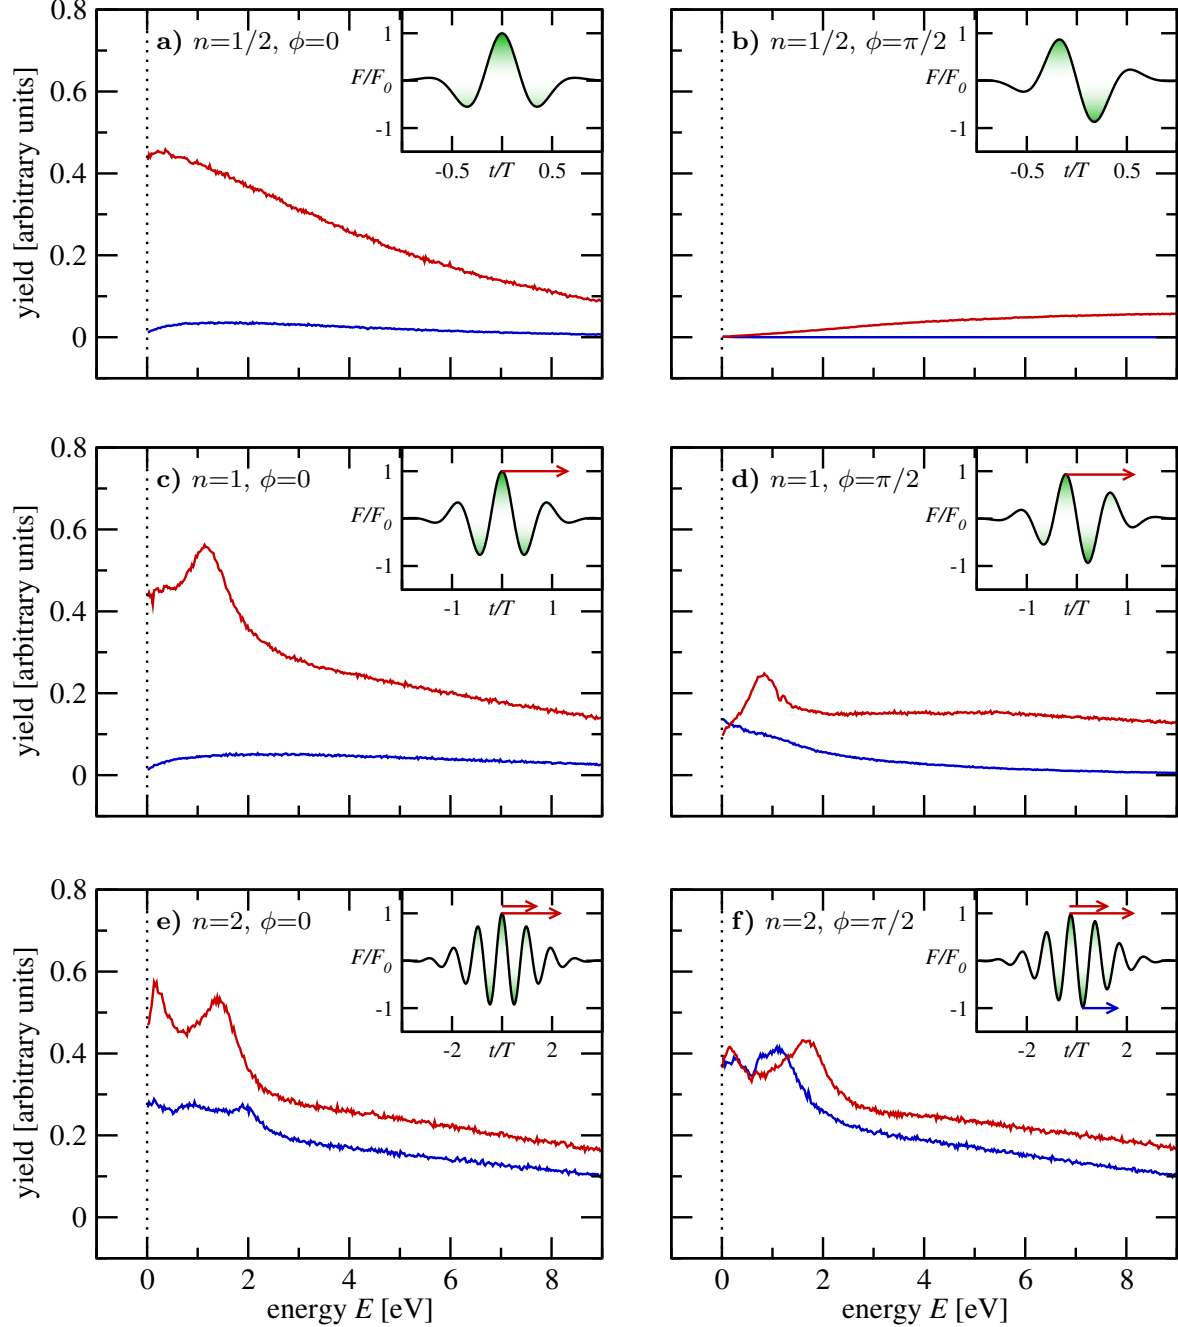 a) n=1/2, ϕ=0
b) n=1/2, ϕ=π/2
yield [arbitrary units]
0.8
0.6
0.4
0.2
0
F/F0
1
-1
-0.5 t/T 0.5
F/F0
1
-1
-0.5 t/T 0.5
c) n=1, ϕ=0
d) n=1, ϕ=π/2
yield [arbitrary units]
0.8
0.6
0.4
0.2
0
F/F0
1
-1
-1 t/T 1
F/F0
1
-1
-1 t/T 1
e) n=2, ϕ=0
f) n=2, ϕ=π/2
yield [arbitrary units]
0.8
0.6
0.4
0.2
0
F/F0
1
-1
-2 t/T 2
F/F0
1
-1
-2 t/T 2
0 2 4 6 8
energy E [eV]
0 2 4 6 8
energy E [eV]